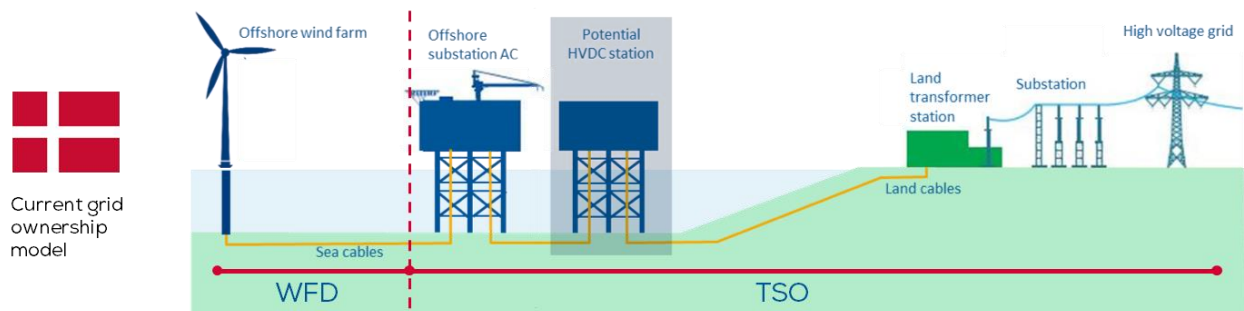 Current grid
ownership
model
Offshore wind farm
Offshore
substation AC
Potential
HVDC station
Land
transformer
station
Substation
High voltage grid
Sea cables
Land cables
WFD
TSO